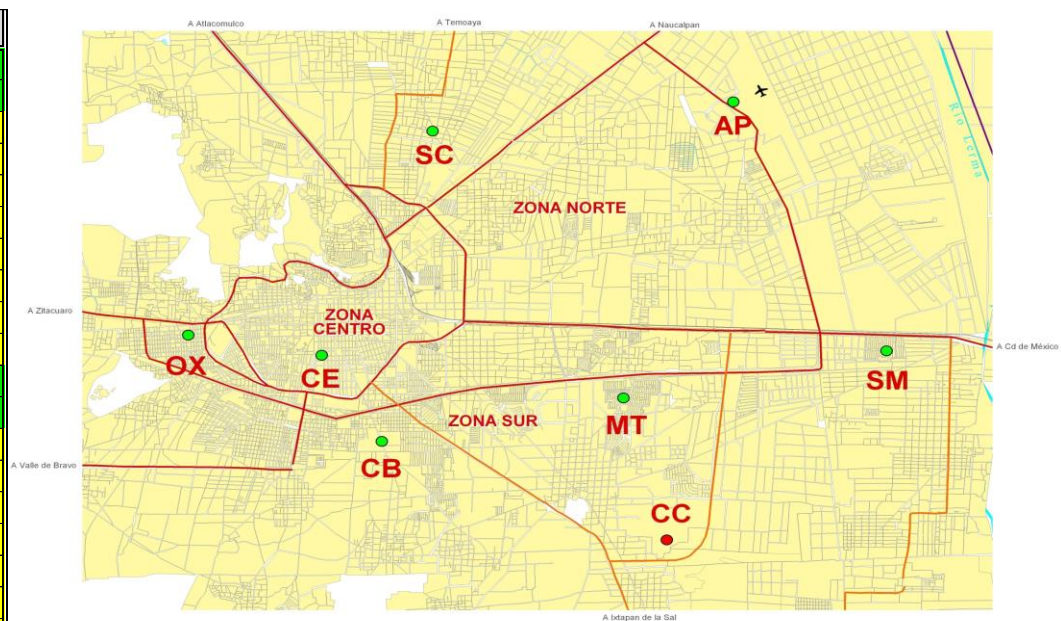 A Atlacomulco
A Temoaya
A Naucalpan
AP
SC
Río Lerma
ZONA NORTE
A Zitacuaro
ZONA
CENTRO
A Cd de México
OX
CE
SM
ZONA SUR
MT
CB
A Valle de Bravo
CC
A Ixtapan de la Sal